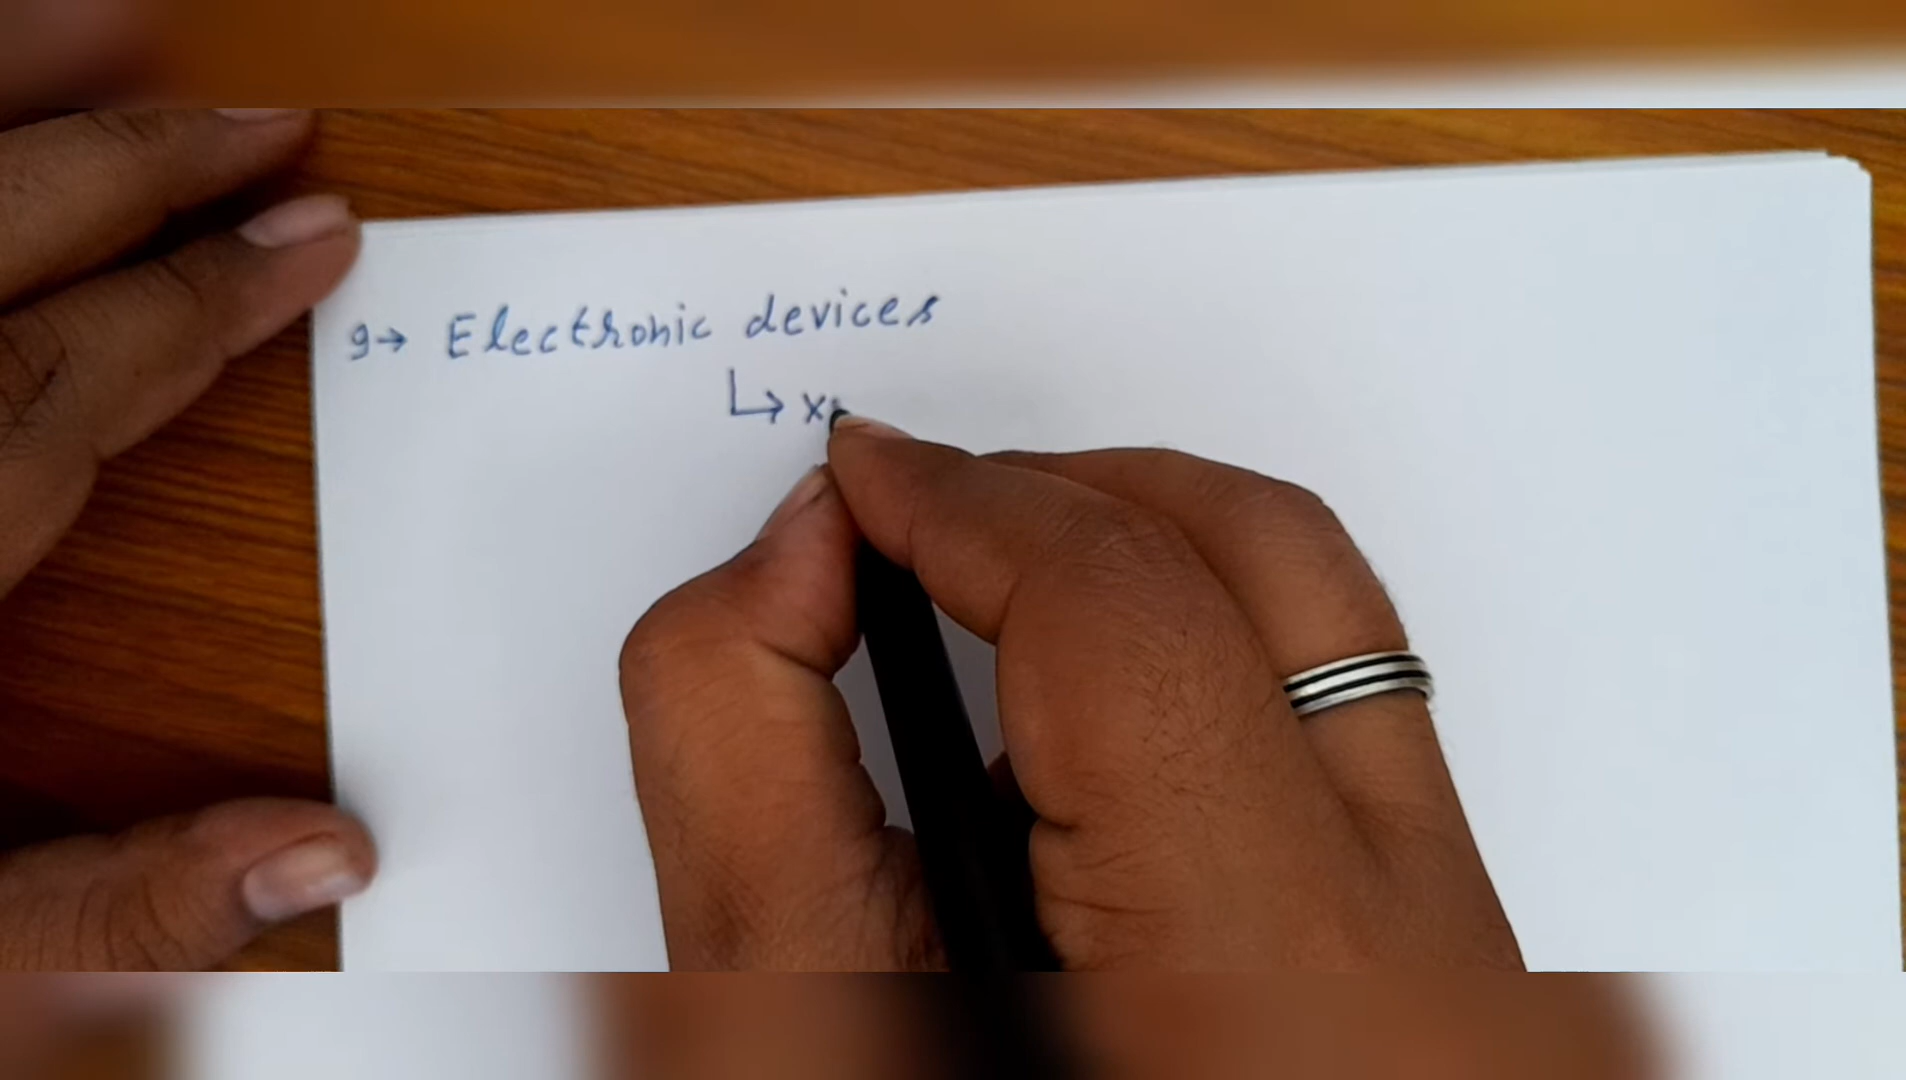 9→ Electronic devices
↳ x